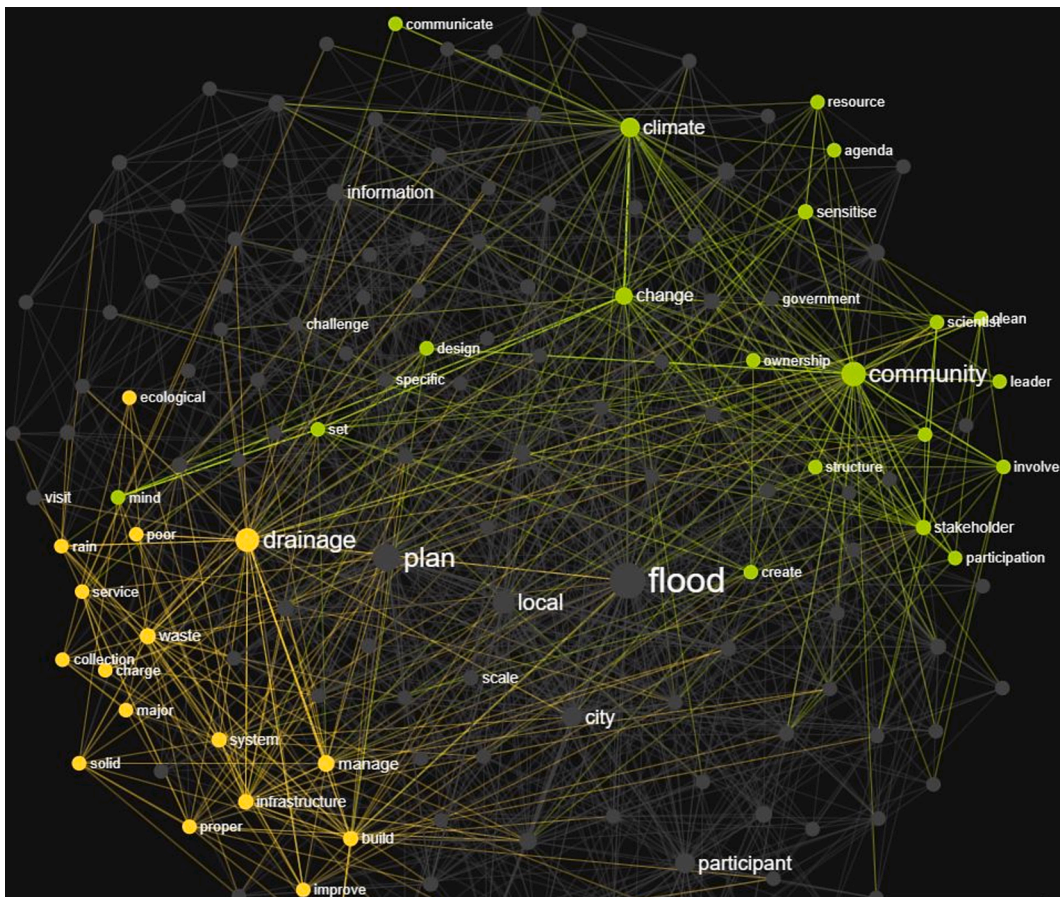 communicate
resource
climate
agenda
information
sensitise
change
government
clean
scientist
challenge
design
ownership
community
leader
specific
ecological
set
structure
involve
visit
mind
stakeholder
poor
drainage
rain
plan
participation
flood
create
service
local
waste
collection
charge
scale
major
city
system
solid
manage
infrastructure
proper
build
participant
improve